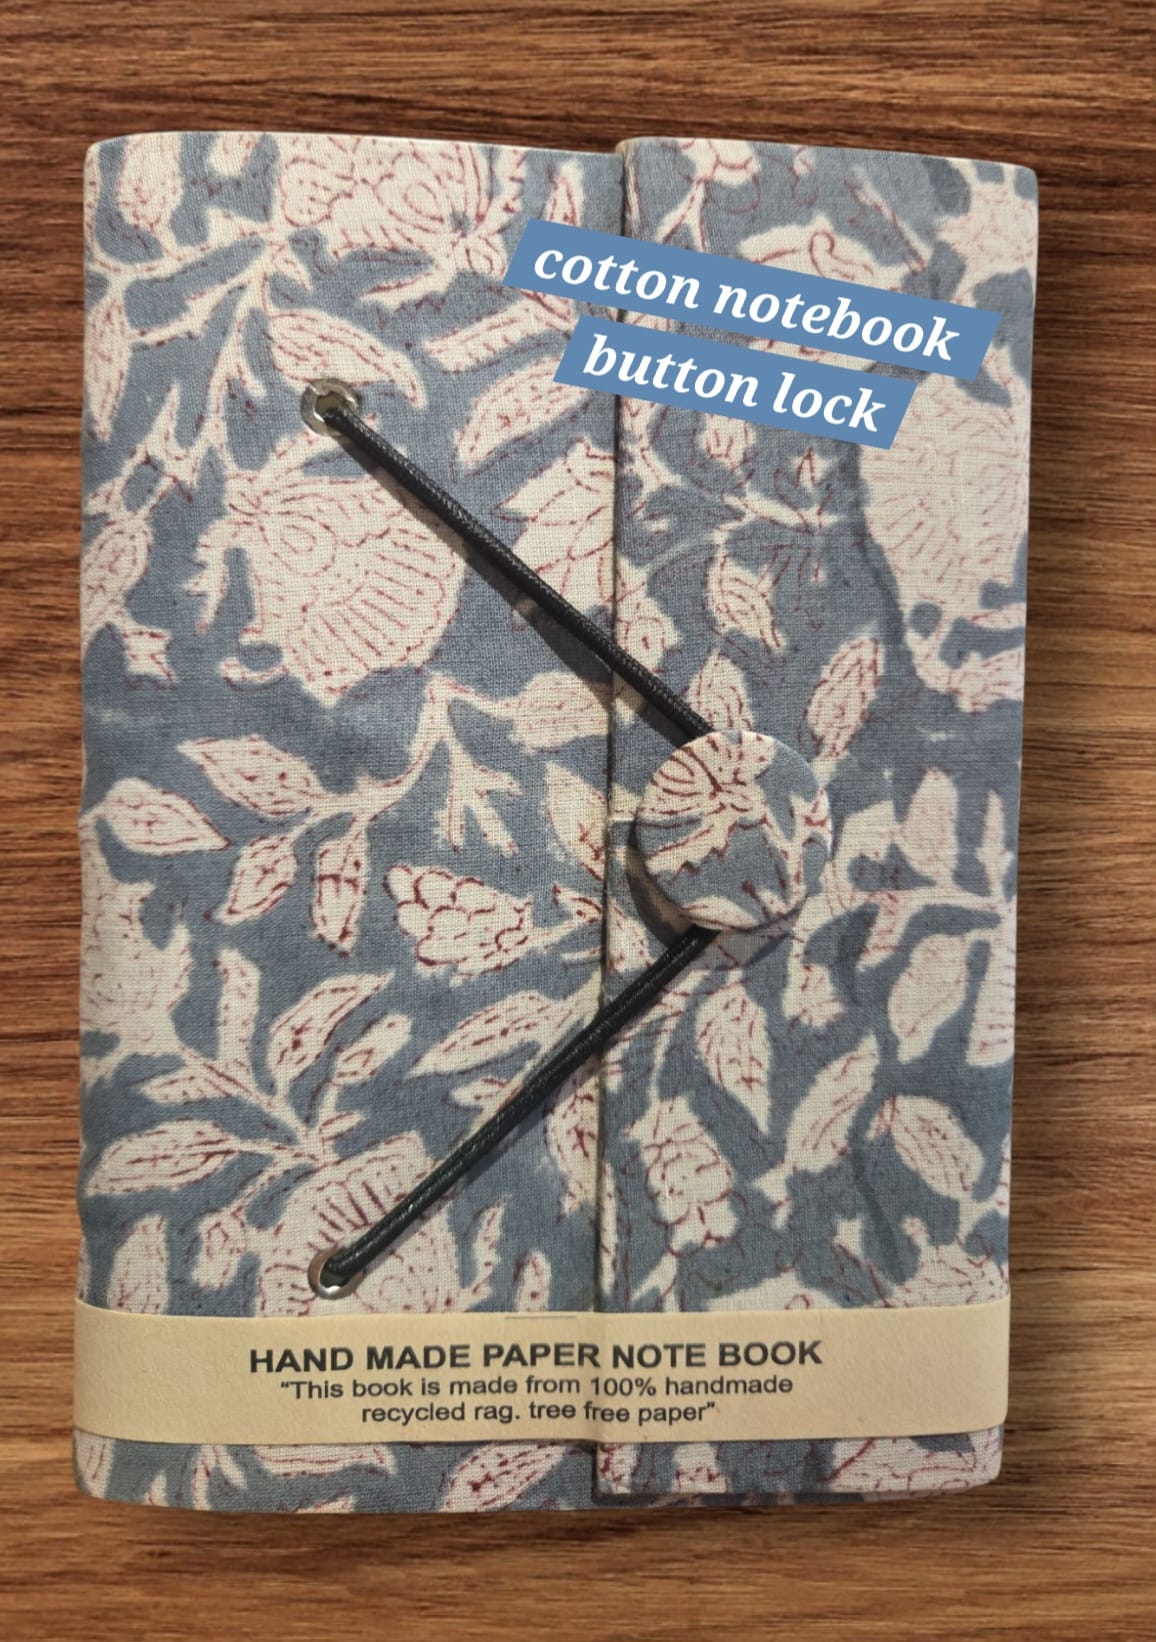 cotton notebook
button lock
HAND MADE PAPER NOTE BOOK
“This book is made from 100% handmade
recycled rag. tree free paper”